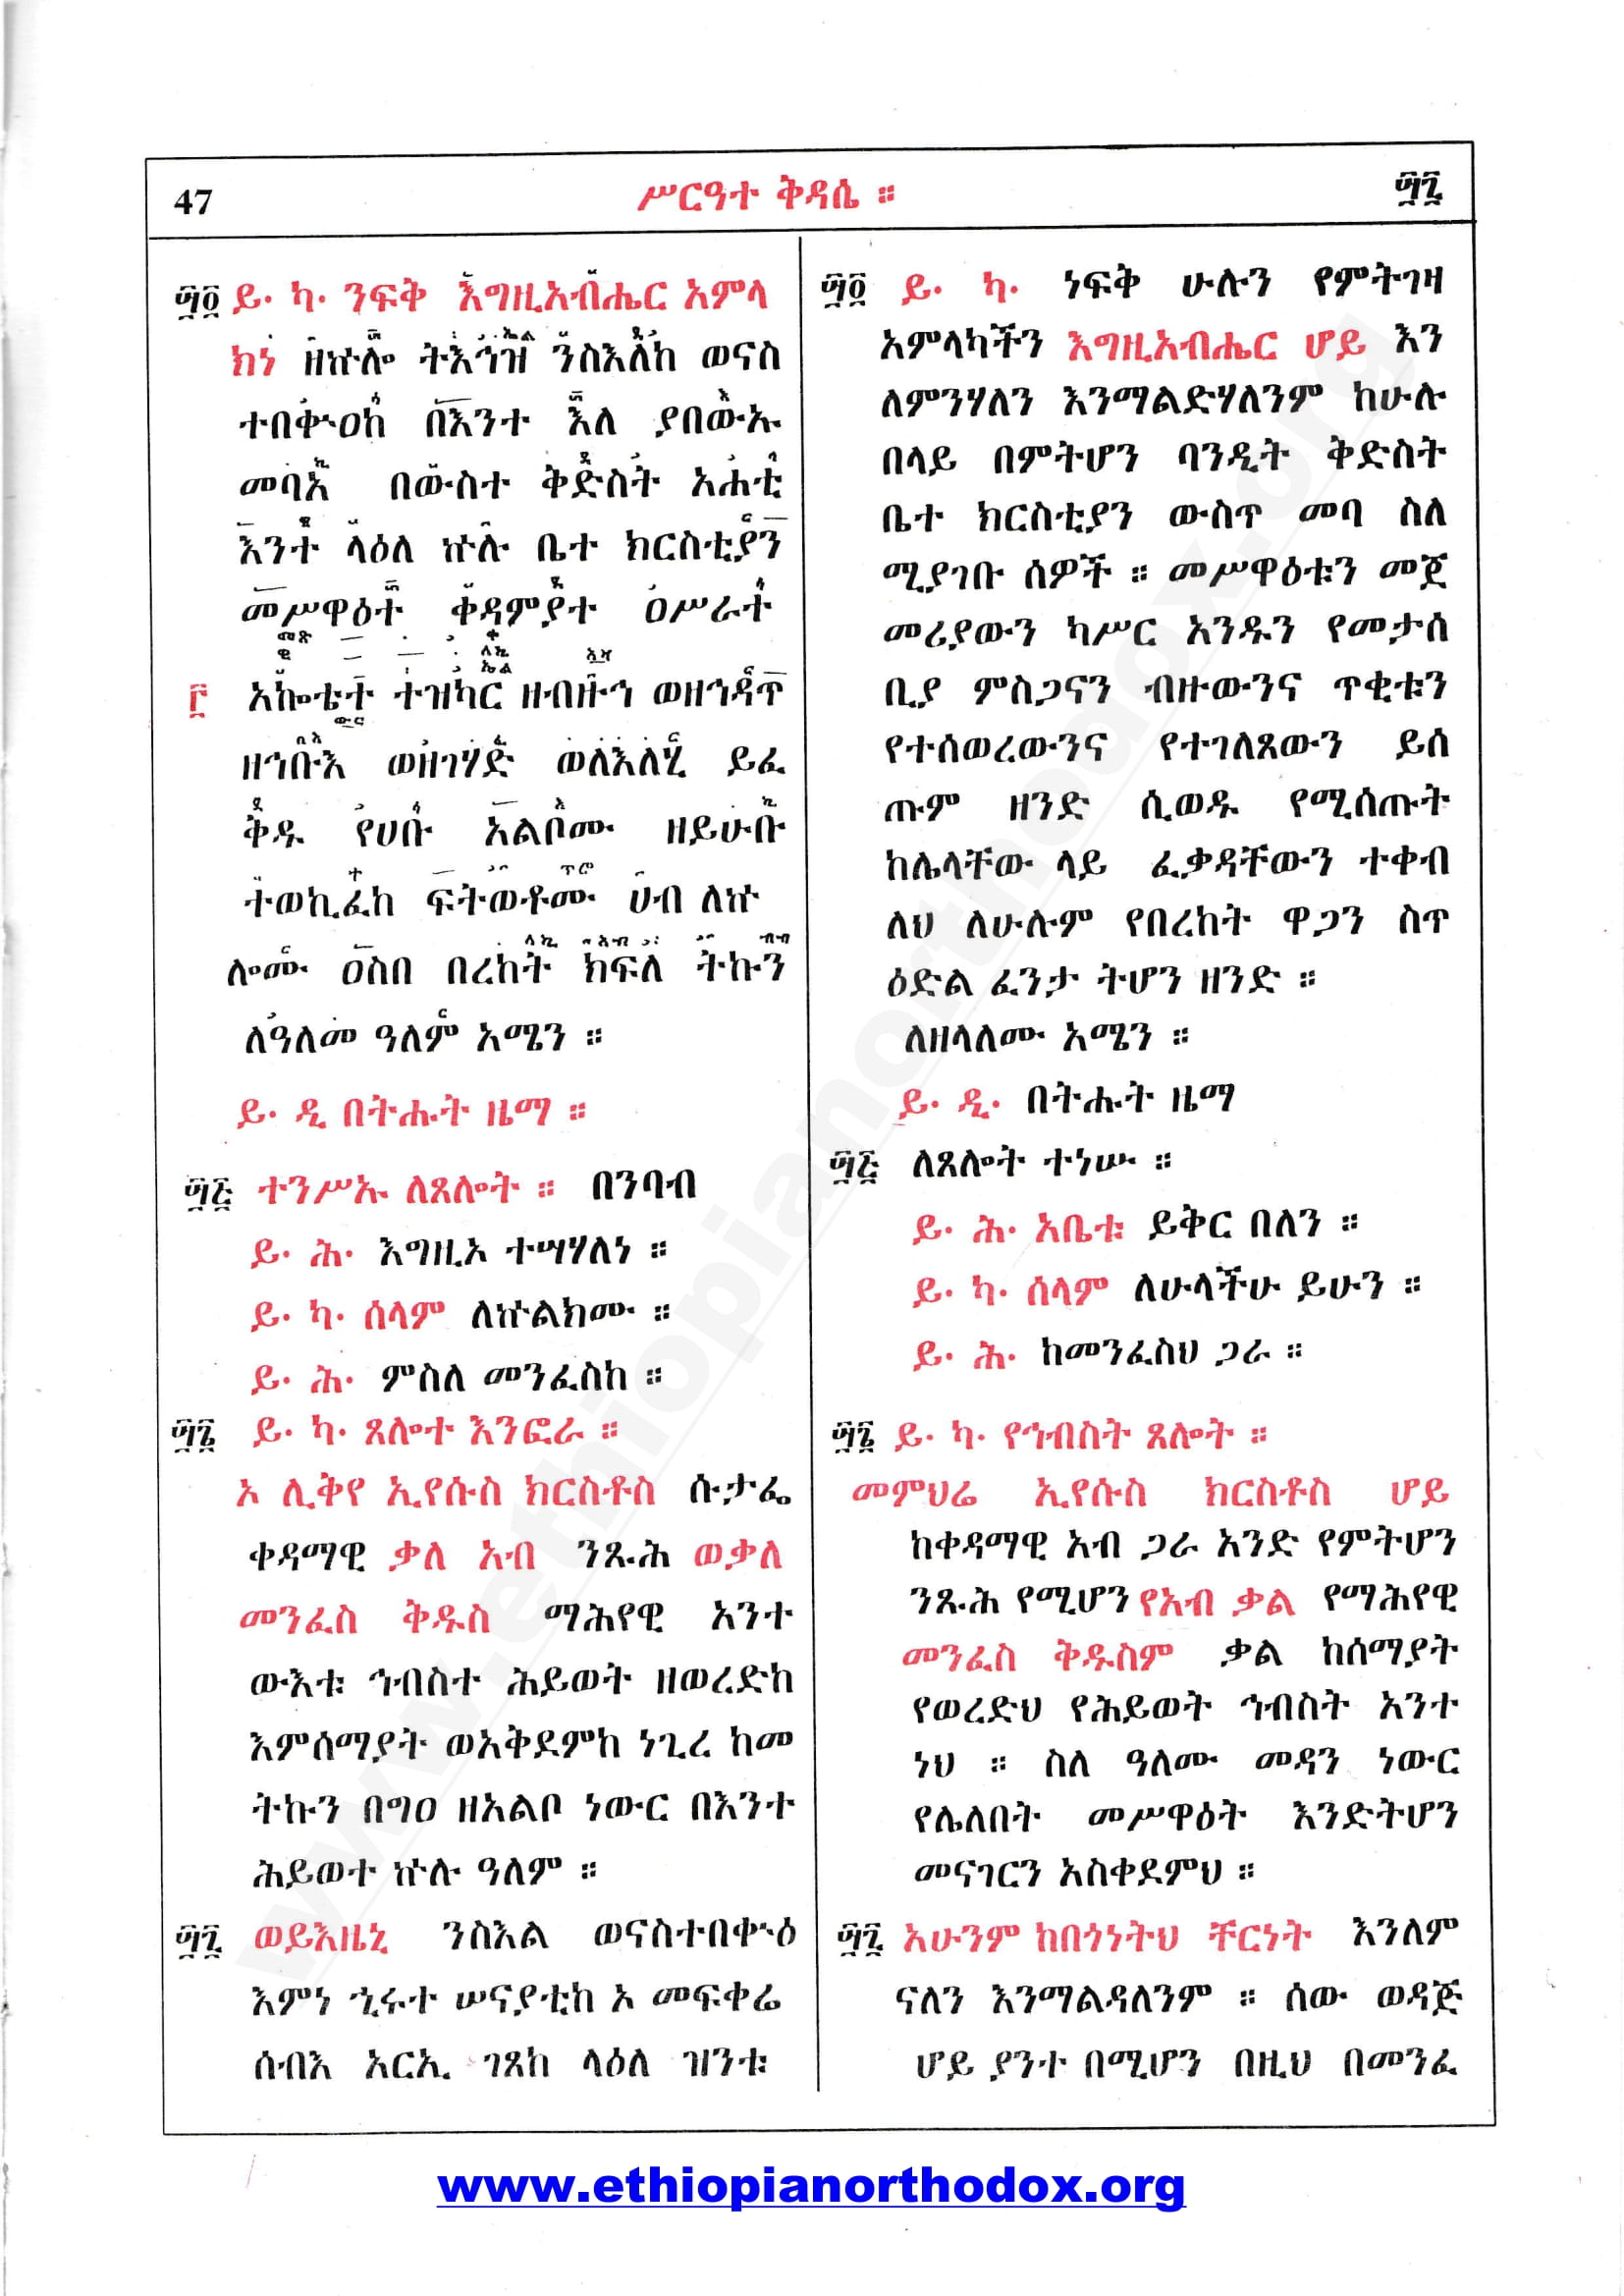 47 ሥርዓተ ቅዳሴ ። ፵፯
፵፬ ይ· ካ· ንፍቅ እግዚአብሔር አምላ
ክነ ዘኵሎ ትእኅዝ ንስእለከ ወናስ
ተበቍዐከ በእንተ እለ ያበውኡ
መባአ በውስተ ቅድስት አሐቲ
እንተ ላዕለ ኵሉ ቤተ ክርስቲያን
መሥዋዕተ ቀዳምያተ ዐሥራተ
፫ አኰቴተ ተዝካር ዘብዙኅ ወዘኅዳጥ
ዘኅቡእ ወዘገሃድ ወለእለሂ ይፈ
ቅዱ የሀቡ አልቦሙ ዘይሁቡ
ተወኪፈከ ፍትወቶሙ ሀብ ለኵ
ሎሙ ዐስበ በረከት ክፍለ ትኩን
ለዓለመ ዓለም አሜን ።
ይ· ዲ በትሑት ዜማ ።
፵፭ ተንሥኡ ለጸሎት ። በንባብ
ይ· ሕ· እግዚኦ ተሣሃለነ ።
ይ· ካ· ሰላም ለኵልክሙ ።
ይ· ሕ· ምስለ መንፈስከ ።
፵፮ ይ· ካ· ጸሎተ እንፎራ ።
ኦ ሊቅየ ኢየሱስ ክርስቶስ ሱታፌ
ቀዳማዊ ቃለ አብ ንጹሕ ወቃለ
መንፈስ ቅዱስ ማሕየዊ አንተ
ውእቱ ኅብስተ ሕይወት ዘወረድከ
እምሰማያት ወአቅደምከ ነጊረ ከመ
ትኩን በግዐ ዘአልቦ ነውር በእንተ
ሕይወተ ኵሉ ዓለም ።
፵፯ ወይእዜኒ ንስእል ወናስተበቍዕ
እምነ ኂሩተ ሠናያቲከ ኦ መፍቀሬ
ሰብእ አርኢ ገጸከ ላዕለ ዝንቱ
፵፬ ይ· ካ· ነፍቅ ሁሉን የምትገዛ
አምላካችን እግዚአብሔር ሆይ እን
ለምንሃለን እንማልድሃለንም ከሁሉ
በላይ በምትሆን ባንዲት ቅድስት
ቤተ ክርስቲያን ውስጥ መባ ስለ
ሚያገቡ ሰዎች ። መሥዋዕቱን መጀ
መሪያውን ካሥር አንዱን የመታሰ
ቢያ ምስጋናን ብዙውንና ጥቂቱን
የተሰወረውንና የተገለጸውን ይሰ
ጡም ዘንድ ሲወዱ የሚሰጡት
ከሌላቸው ላይ ፈቃዳቸውን ተቀብ
ለህ ለሁሉም የበረከት ዋጋን ስጥ
ዕድል ፈንታ ትሆን ዘንድ ።
ለዘላለሙ አሜን ።
ይ· ዲ· በትሑት ዜማ
፵፭ ለጸሎት ተነሡ ።
ይ· ሕ· አቤቱ ይቅር በለን ።
ይ· ካ· ሰላም ለሁላችሁ ይሁን ።
ይ· ሕ· ከመንፈስህ ጋራ ።
፵፮ ይ· ካ· የኅብስት ጸሎት ።
መምህሬ ኢየሱስ ክርስቶስ ሆይ
ከቀዳማዊ አብ ጋራ አንድ የምትሆን
ንጹሕ የሚሆን የአብ ቃል የማሕየዊ
መንፈስ ቅዱስም ቃል ከሰማያት
የወረድህ የሕይወት ኅብስት አንተ
ነህ ። ስለ ዓለሙ መዳን ነውር
የሌለበት መሥዋዕት እንድትሆን
መናገርን አስቀደምህ ።
፵፯ አሁንም ከበጎነትህ ቸርነት እንለም
ናለን እንማልዳለንም ። ሰው ወዳጅ
ሆይ ያንተ በሚሆን በዚህ በመንፈ
www.ethiopianorthodox.org